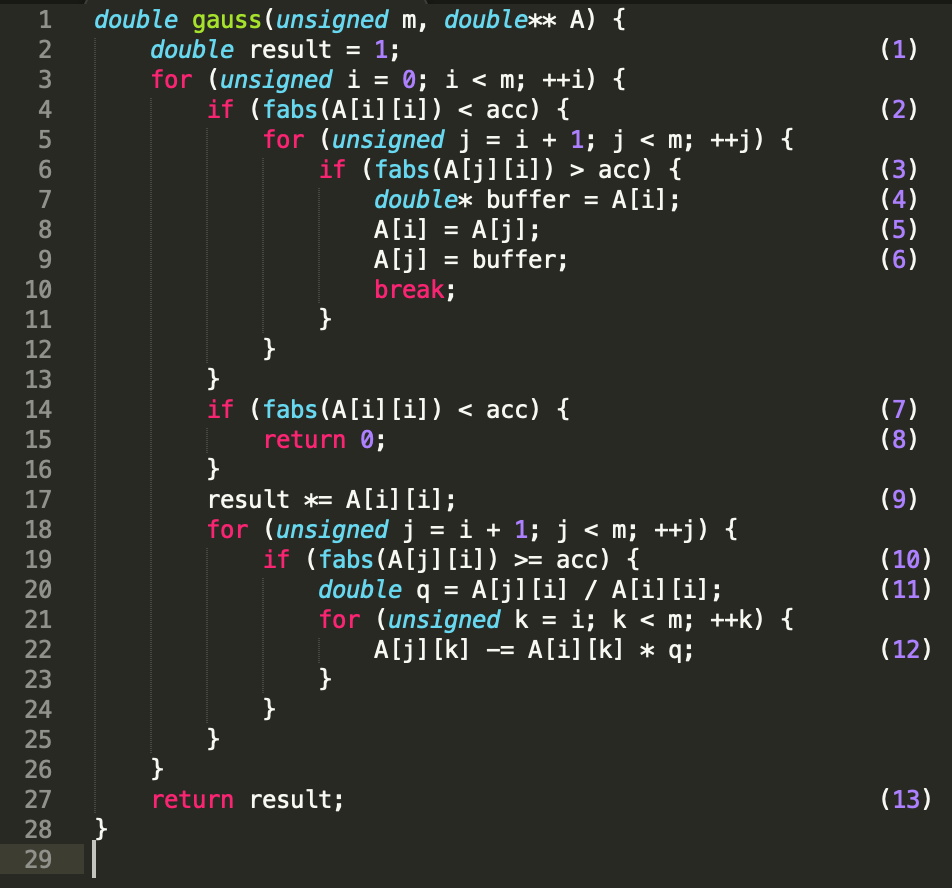 1 double gauss(unsigned m, double** A) {
2 double result = 1; (1)
3 for (unsigned i = 0; i < m; ++i) {
4 if (fabs(A[i][i]) < acc) { (2)
5 for (unsigned j = i + 1; j < m; ++j) {
6 if (fabs(A[j][i]) > acc) { (3)
7 double* buffer = A[i]; (4)
8 A[i] = A[j]; (5)
9 A[j] = buffer; (6)
10 break;
11 }
12 }
13 }
14 if (fabs(A[i][i]) < acc) { (7)
15 return 0; (8)
16 }
17 result *= A[i][i]; (9)
18 for (unsigned j = i + 1; j < m; ++j) {
19 if (fabs(A[j][i]) >= acc) { (10)
20 double q = A[j][i] / A[i][i]; (11)
21 for (unsigned k = i; k < m; ++k) {
22 A[j][k] -= A[i][k] * q; (12)
23 }
24 }
25 }
26 }
27 return result; (13)
28 }
29